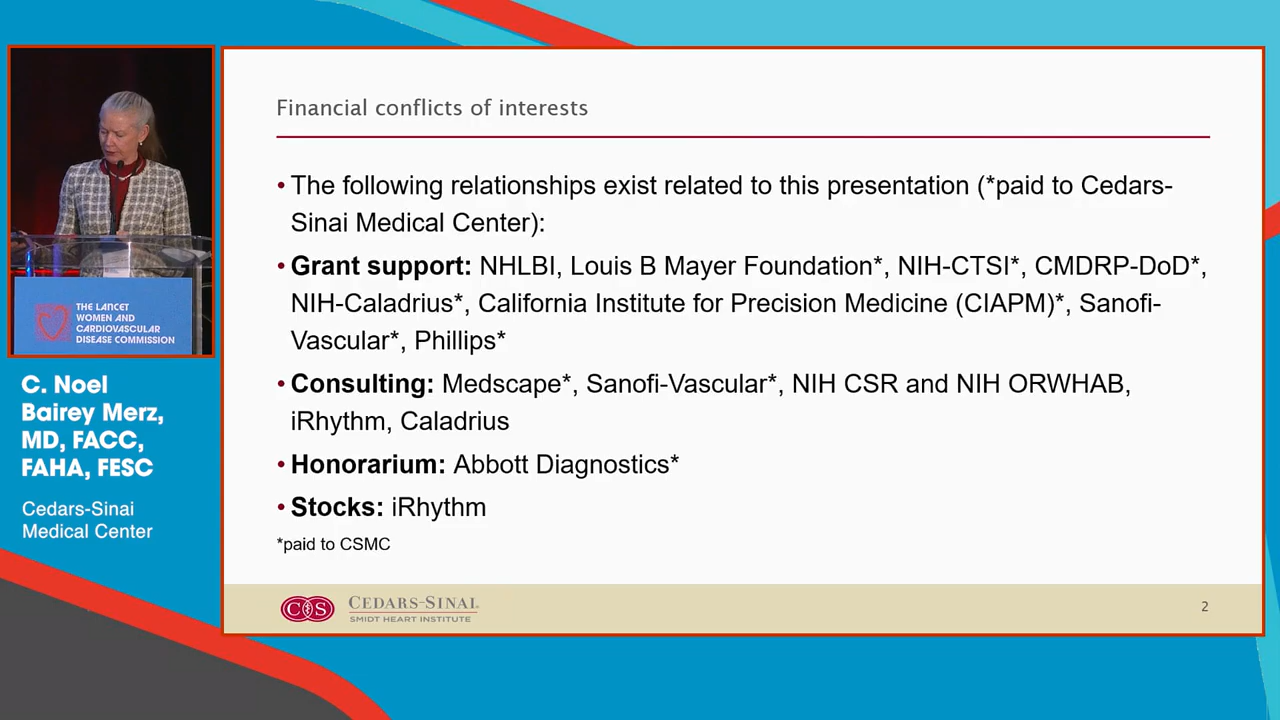 THE LANCET
WOMEN AND
CARDIOVASCULAR
DISEASE COMMISSION
C. Noel
Bairey Merz,
MD, FACC,
FAHA, FESC
Cedars-Sinai
Medical Center
Financial conflicts of interests
• The following relationships exist related to this presentation (*paid to Cedars-
Sinai Medical Center):
• Grant support: NHLBI, Louis B Mayer Foundation*, NIH-CTSI*, CMDRP-DoD*,
NIH-Caladrius*, California Institute for Precision Medicine (CIAPM)*, Sanofi-
Vascular*, Phillips*
• Consulting: Medscape*, Sanofi-Vascular*, NIH CSR and NIH ORWHAB,
iRhythm, Caladrius
• Honorarium: Abbott Diagnostics*
• Stocks: iRhythm
*paid to CSMC
CS
CEDARS-SINAI®
SMIDT HEART INSTITUTE
2